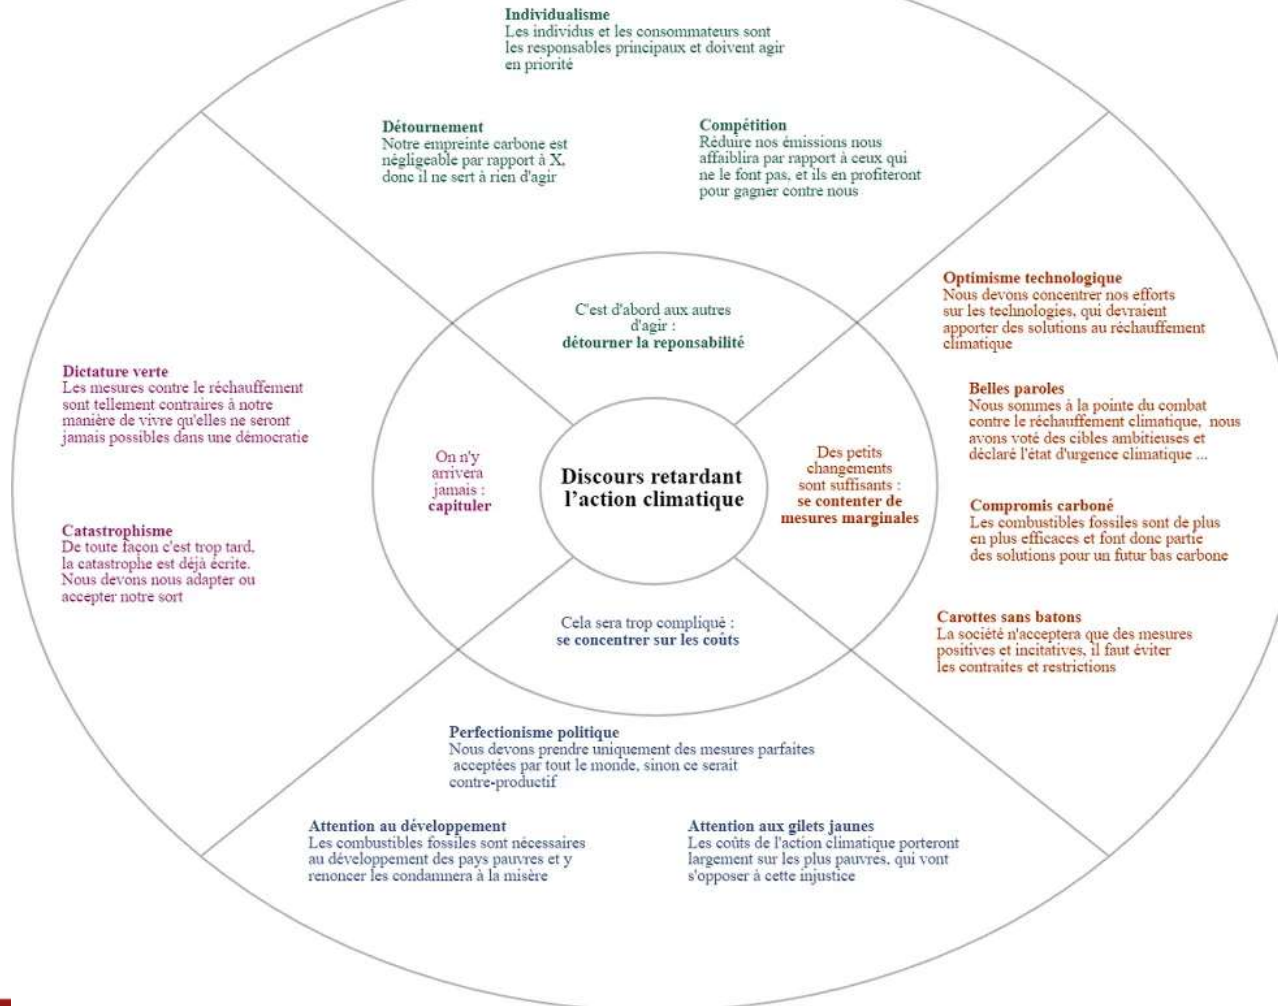 Individualisme
Les individus et les consommateurs sont
les responsables principaux et doivent agir
en priorité
Détournement
Notre empreinte carbone est
négligeable par rapport à X,
donc il ne sert à rien d'agir
Compétition
Réduire nos émissions nous
affaiblira par rapport à ceux qui
ne le font pas, et ils en profiteront
pour gagner contre nous
C'est d'abord aux autres
d'agir :
détourner la reponsabilité
Optimisme technologique
Nous devons concentrer nos efforts
sur les technologies, qui devraient
apporter des solutions au réchauffement
climatique
Belles paroles
Nous sommes à la pointe du combat
contre le réchauffement climatique, nous
avons voté des cibles ambitieuses et
déclaré l'état d'urgence climatique ...
Compromis carboné
Les combustibles fossiles sont de plus
en plus efficaces et font donc partie
des solutions pour un futur bas carbone
Carottes sans batons
La société n'acceptera que des mesures
positives et incitatives, il faut éviter
les contraites et restrictions
Des petits
changements
sont suffisants :
se contenter de
mesures marginales
Discours retardant
l'action climatique
On n'y
arrivera
jamais :
capituler
Dictature verte
Les mesures contre le réchauffement
sont tellement contraires à notre
manière de vivre qu'elles ne seront
jamais possibles dans une démocratie
Catastrophisme
De toute façon c'est trop tard,
la catastrophe est déjà écrite.
Nous devons nous adapter ou
accepter notre sort
Cela sera trop compliqué :
se concentrer sur les coûts
Perfectionisme politique
Nous devons prendre uniquement des mesures parfaites
acceptées par tout le monde, sinon ce serait
contre-productif
Attention au développement
Les combustibles fossiles sont nécessaires
au développement des pays pauvres et y
renoncer les condamnera à la misère
Attention aux gilets jaunes
Les coûts de l'action climatique porteront
largement sur les plus pauvres, qui vont
s'opposer à cette injustice